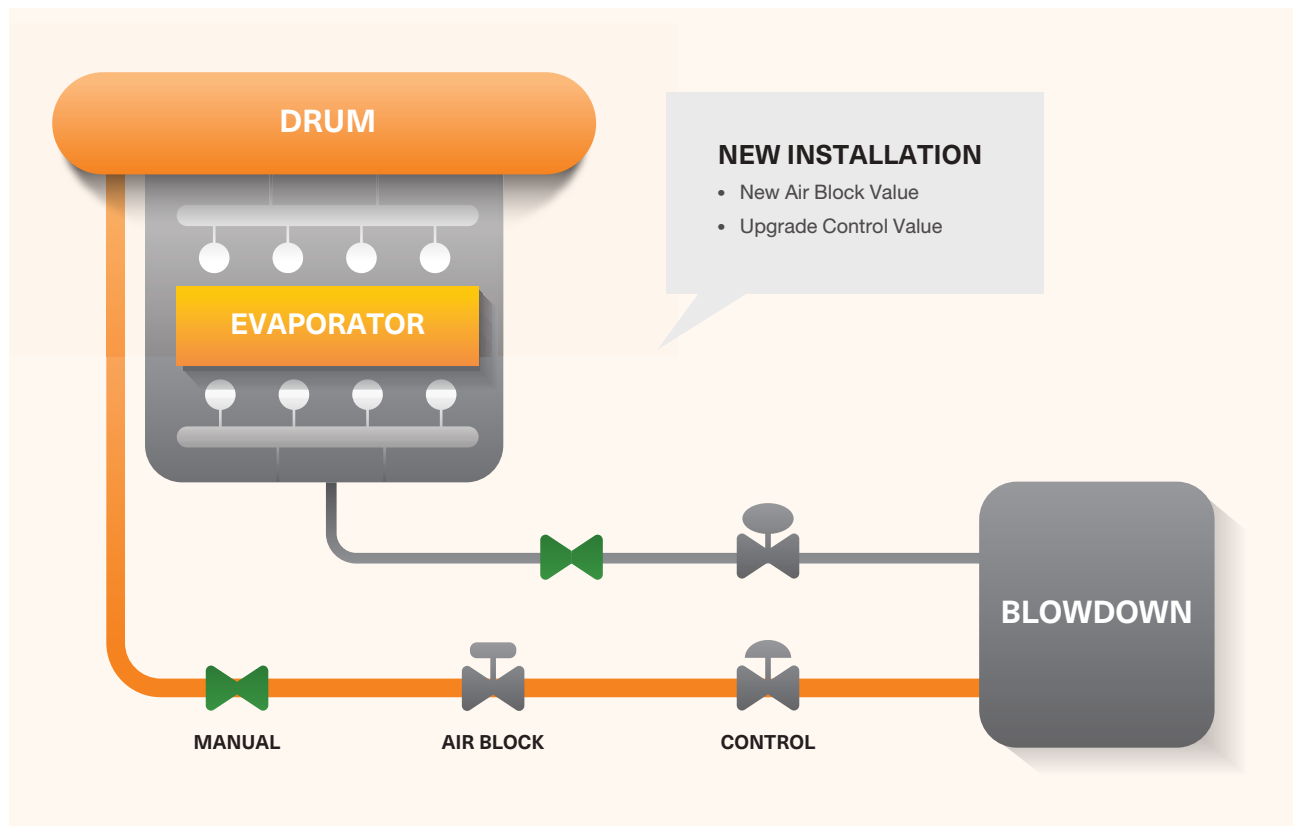 DRUM
NEW INSTALLATION
• New Air Block Value
• Upgrade Control Value
EVAPORATOR
BLOWDOWN
MANUAL
AIR BLOCK
CONTROL